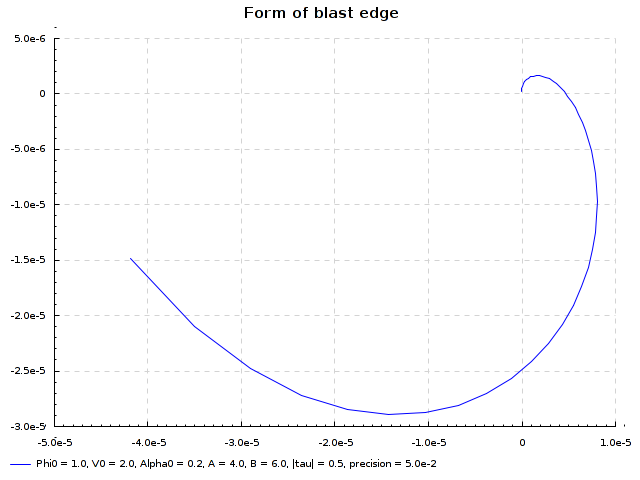 Form of blast edge
5.0e-6
0
-5.0e-6
-1.0e-5
-1.5e-5
-2.0e-5
-2.5e-5
-3.0e-5
-5.0e-5 -4.0e-5 -3.0e-5 -2.0e-5 -1.0e-5 0 1.0e-5
Phi0 = 1.0, V0 = 2.0, Alpha0 = 0.2, A = 4.0, B = 6.0, |tau| = 0.5, precision = 5.0e-2